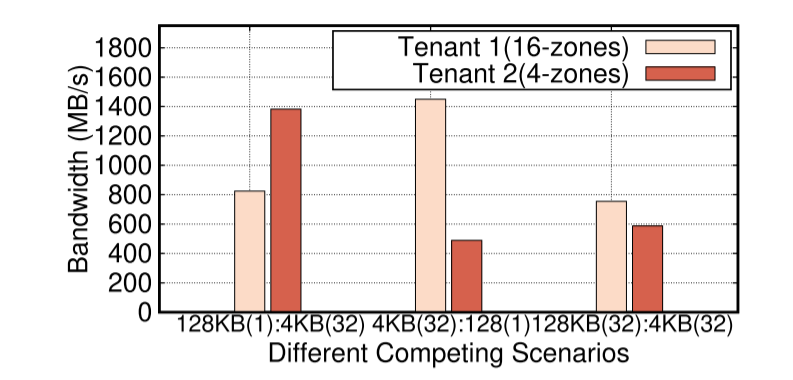 Tenant 1(16-zones)
Tenant 2(4-zones)
Bandwidth (MB/s)
1800
1600
1400
1200
1000
800
600
400
200
0
128KB(1):4KB(32) 4KB(32):128(1)128KB(32):4KB(32)
Different Competing Scenarios